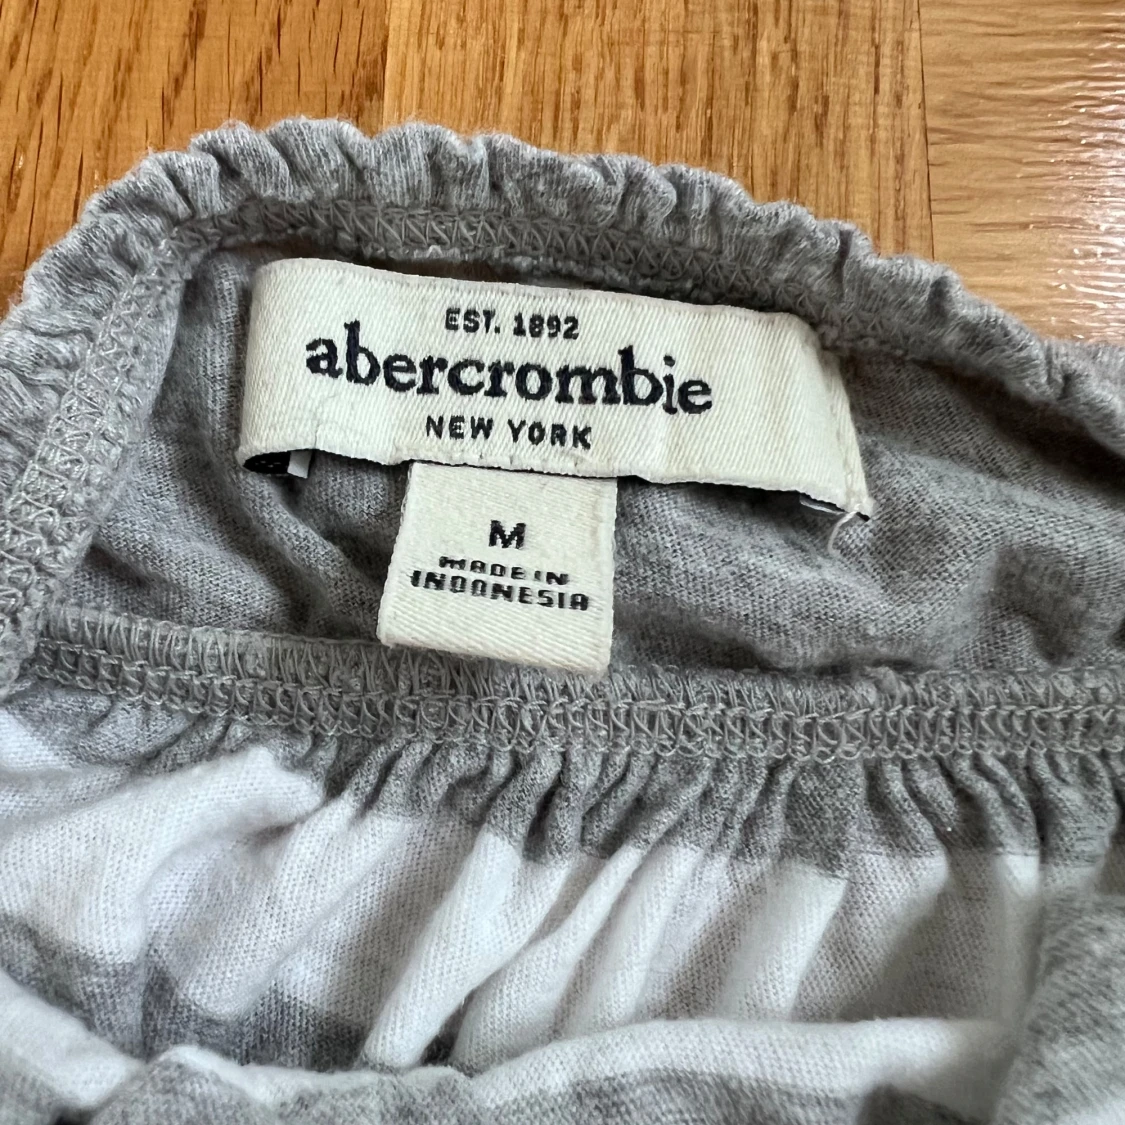 EST. 1892
abercrombie
NEW YORK
M
MADE IN
INDONESIA